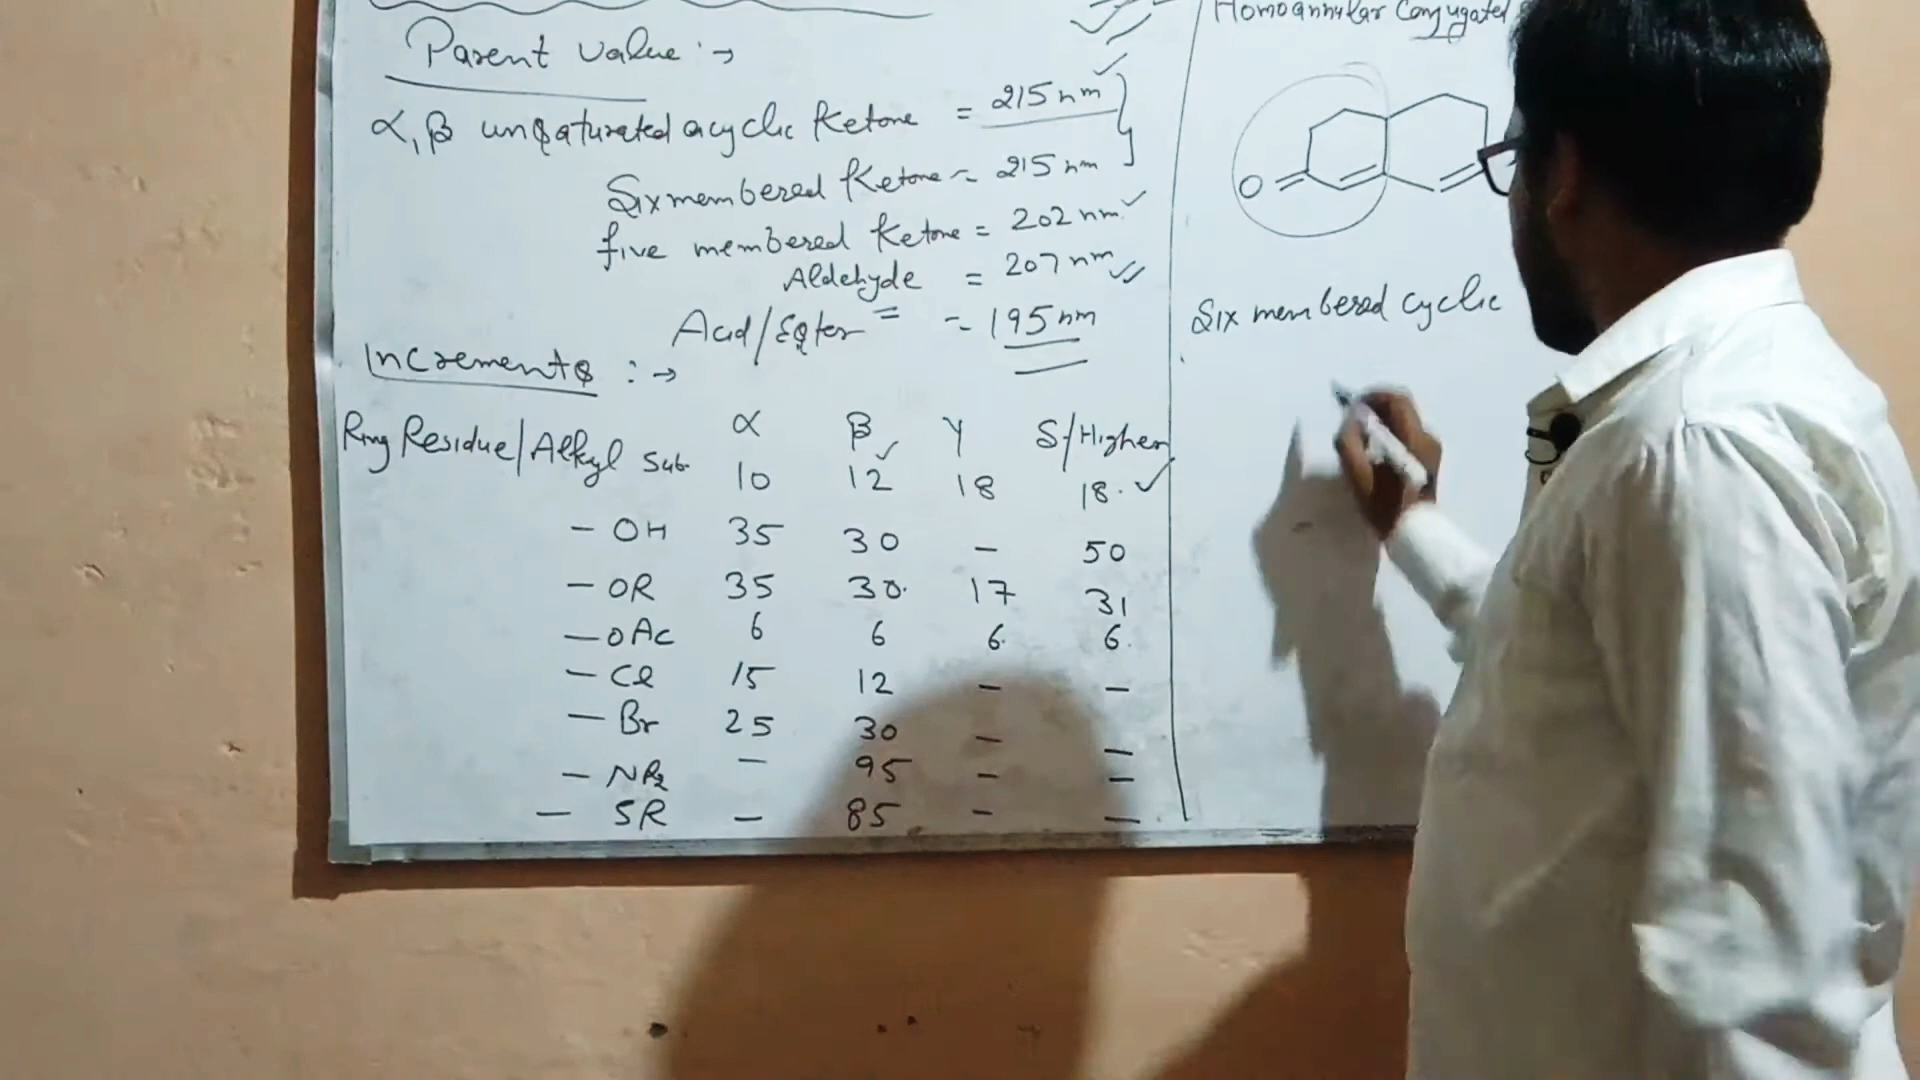 Parent value :→
α, β unsaturated acyclic Ketone = 215 nm
Six membered Ketone = 215 nm
five membered Ketone = 202 nm
Aldehyde = 207 nm
Acid/Ester = 195 nm
Increments :→
α β γ δ/Higher
Ring Residue/Alkyl Sub. 10 12 18 18.
- OH 35 30 - 50
- OR 35 30. 17 31
- OAc 6 6 6. 6.
- Cl 15 12 - -
- Br 25 30 - -
- NR2 - 95 - -
- SR - 85 - -
Homoannular Conjugated
O
Six membered cyclic